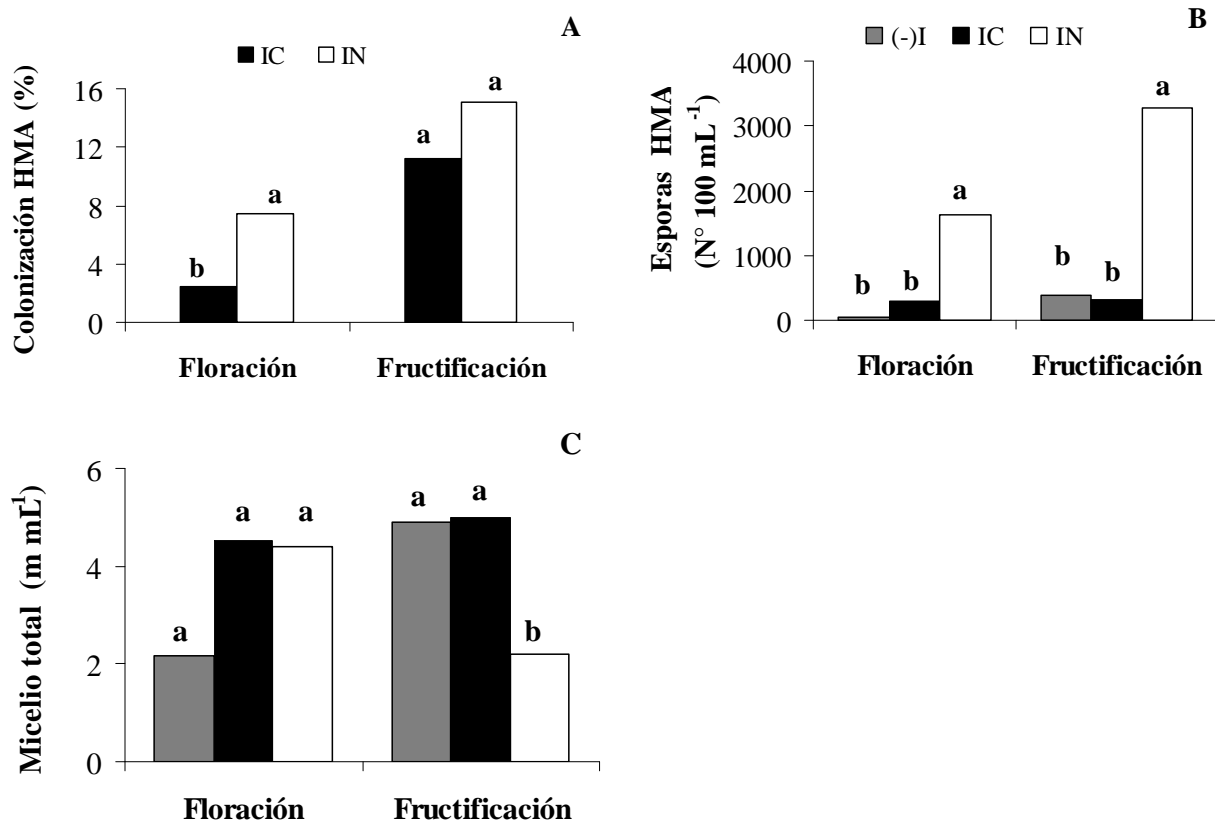 A
IC IN
Colonización HMA (%)
16
12
8
4
0
b
a
a
a
Floración Fructificación
B
(-)I IC IN
Esporas HMA
(N° 100 mL-1)
4000
3000
2000
1000
0
b
b
a
b
b
a
Floración Fructificación
C
Micelio total (m mL-1)
6
4
2
0
a
a
a
a
a
b
Floración Fructificación